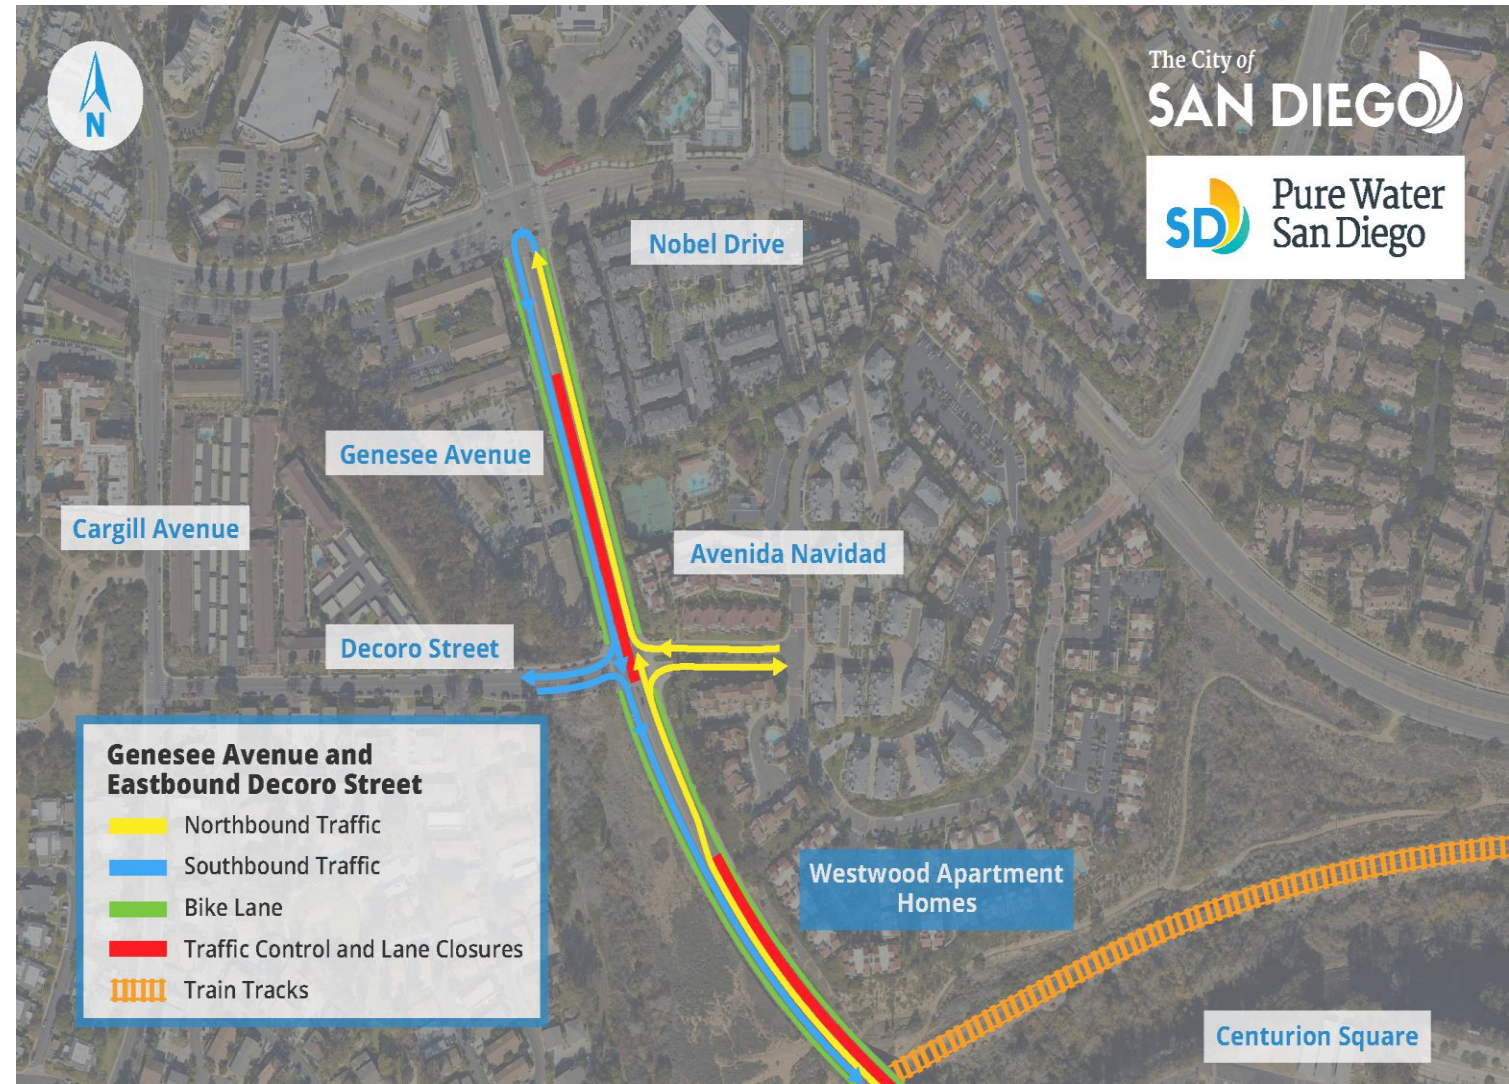 N
The City of
SAN DIEGO
SD
Pure Water
San Diego
Nobel Drive
Genesee Avenue
Cargill Avenue
Avenida Navidad
Decoro Street
Genesee Avenue and
Eastbound Decoro Street
Northbound Traffic
Southbound Traffic
Bike Lane
Traffic Control and Lane Closures
Train Tracks
Westwood Apartment
Homes
Centurion Square